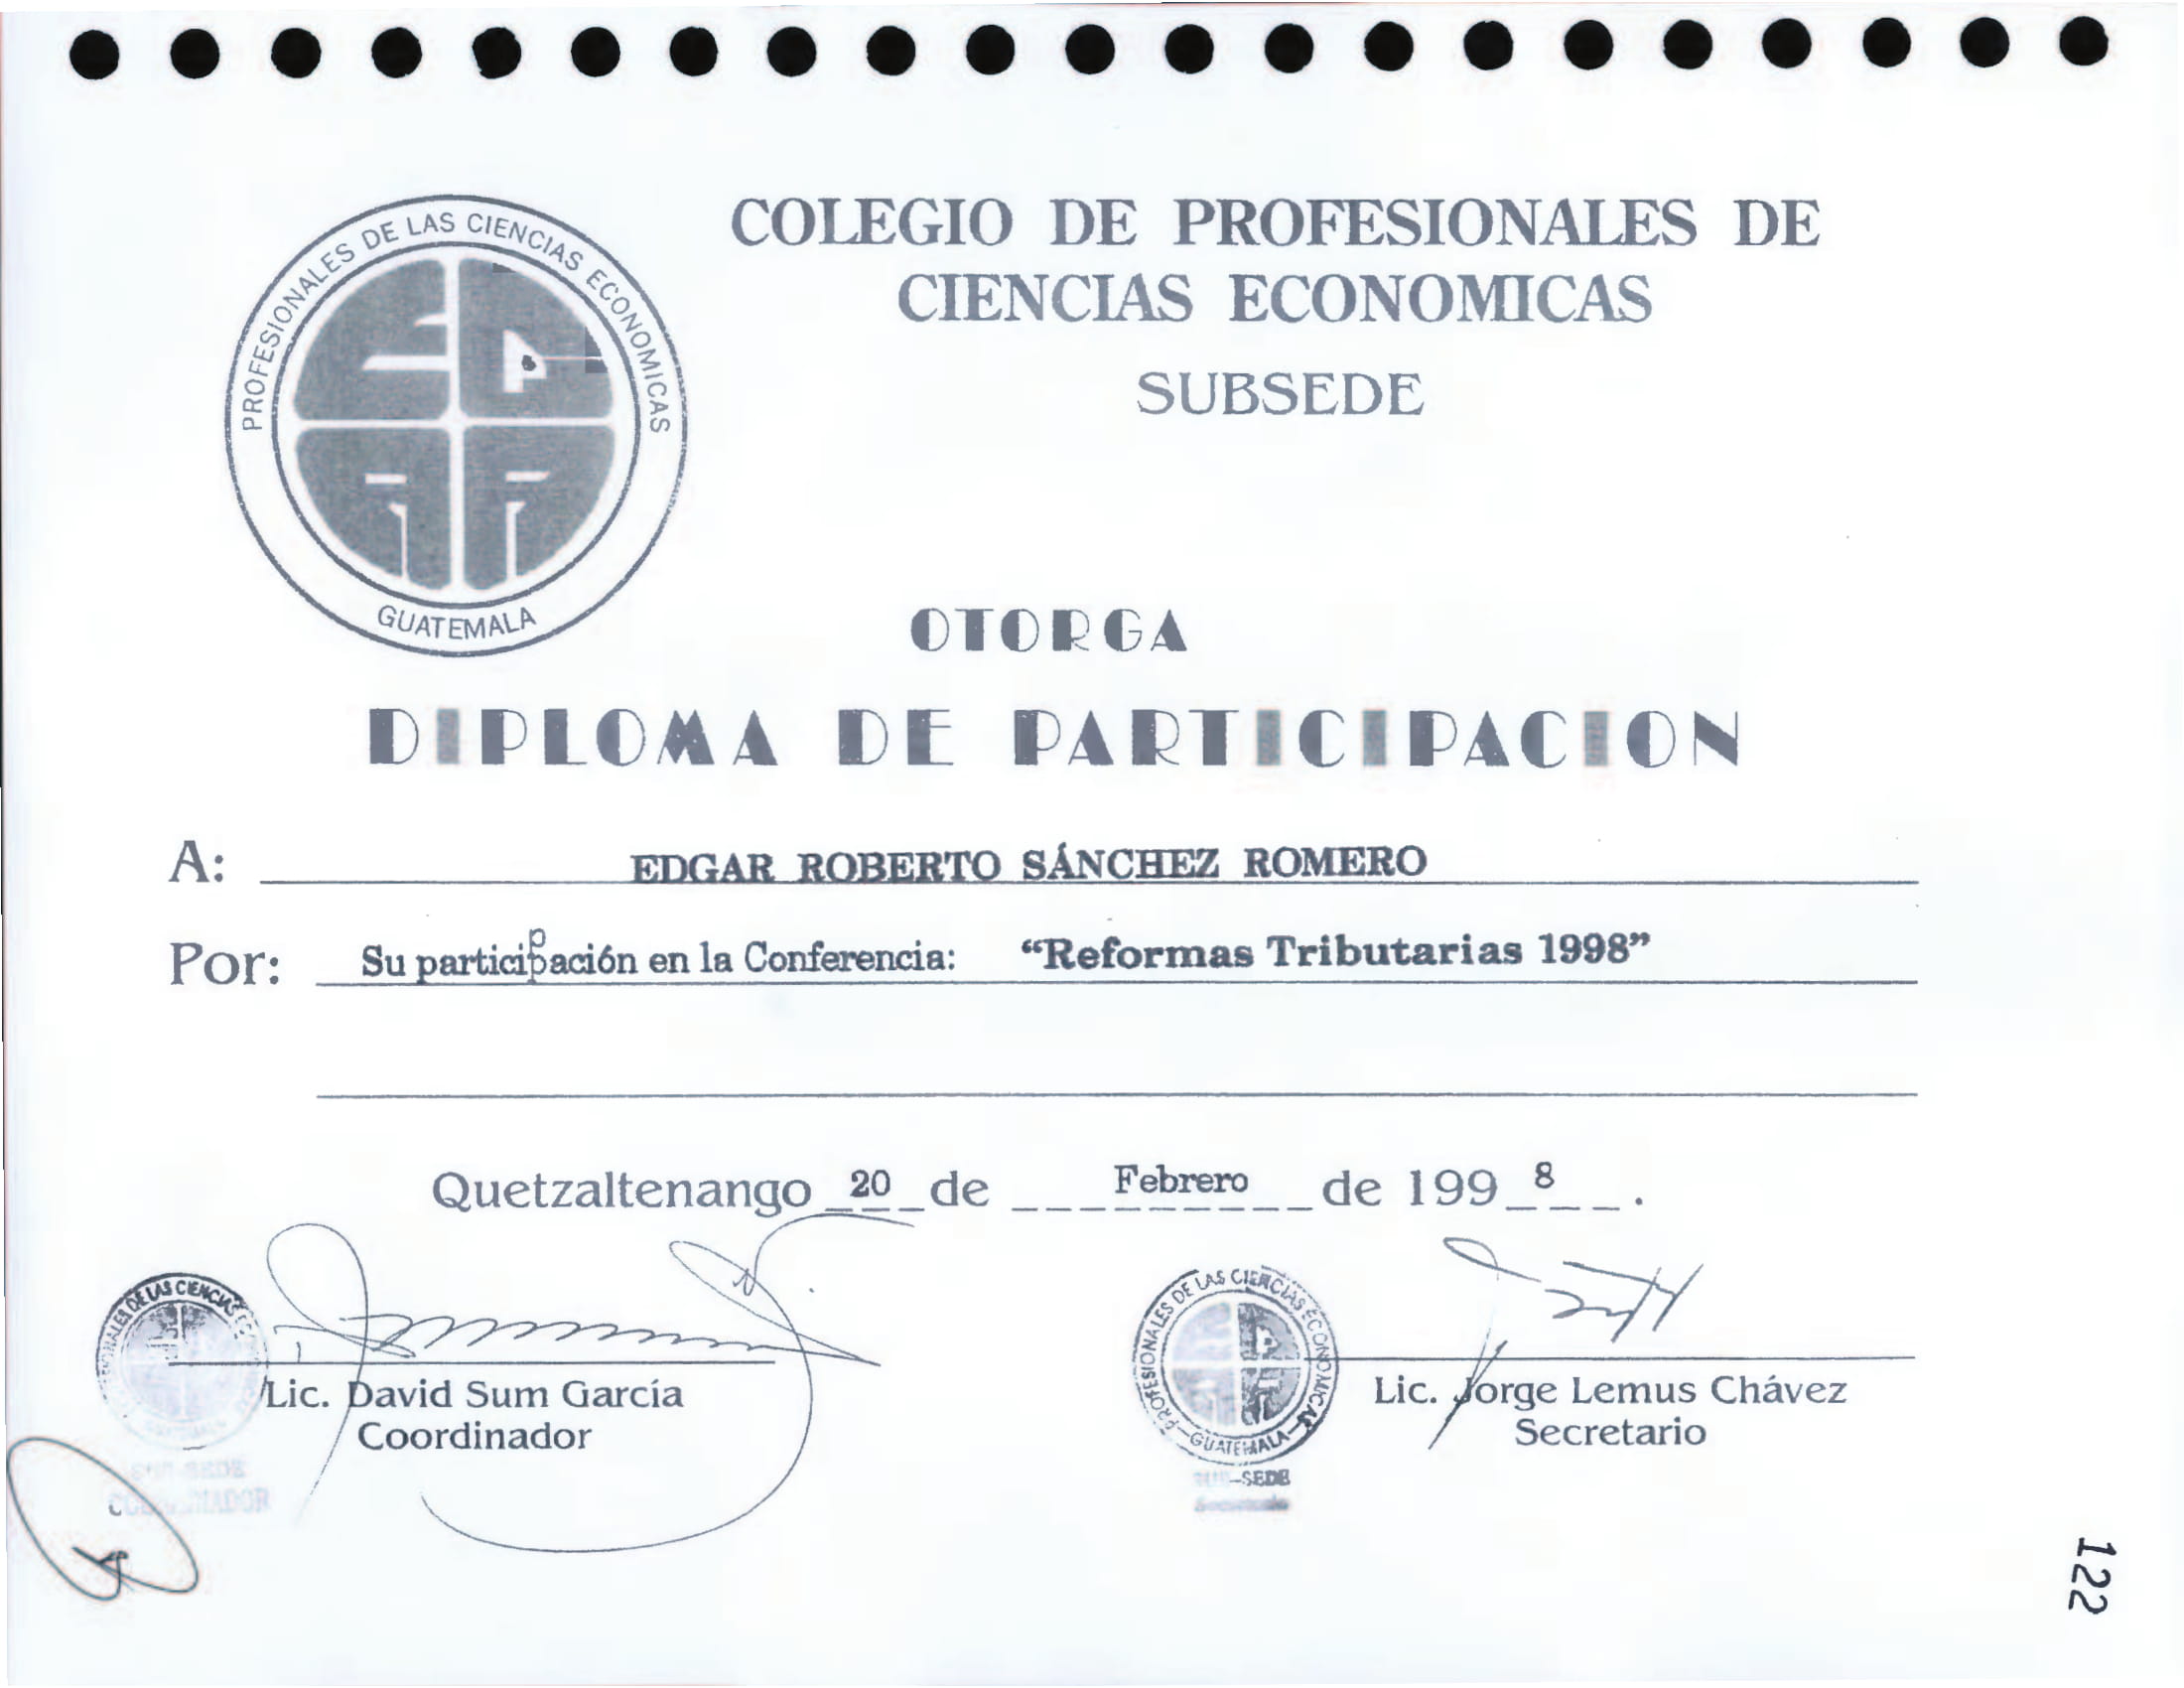 PROFESIONALES DE LAS CIENCIAS ECONOMICAS
GUATEMALA
COLEGIO DE PROFESIONALES DE
CIENCIAS ECONOMICAS
SUBSEDE
OTORGA
DIPLOMA DE PARTICIPACION
A: EDGAR ROBERTO SÁNCHEZ ROMERO
Por: Su participación en la Conferencia: “Reformas Tributarias 1998”
Quetzaltenango 20 de Febrero de 1998.
DE LAS CIENCIAS
Lic. David Sum García
Coordinador
SUB-SEDE
COORDINADOR
PROFESIONALES DE LAS CIENCIAS ECONOMICAS
GUATEMALA
SUB-SEDE
Secretario
Lic. Jorge Lemus Chávez
Secretario
122